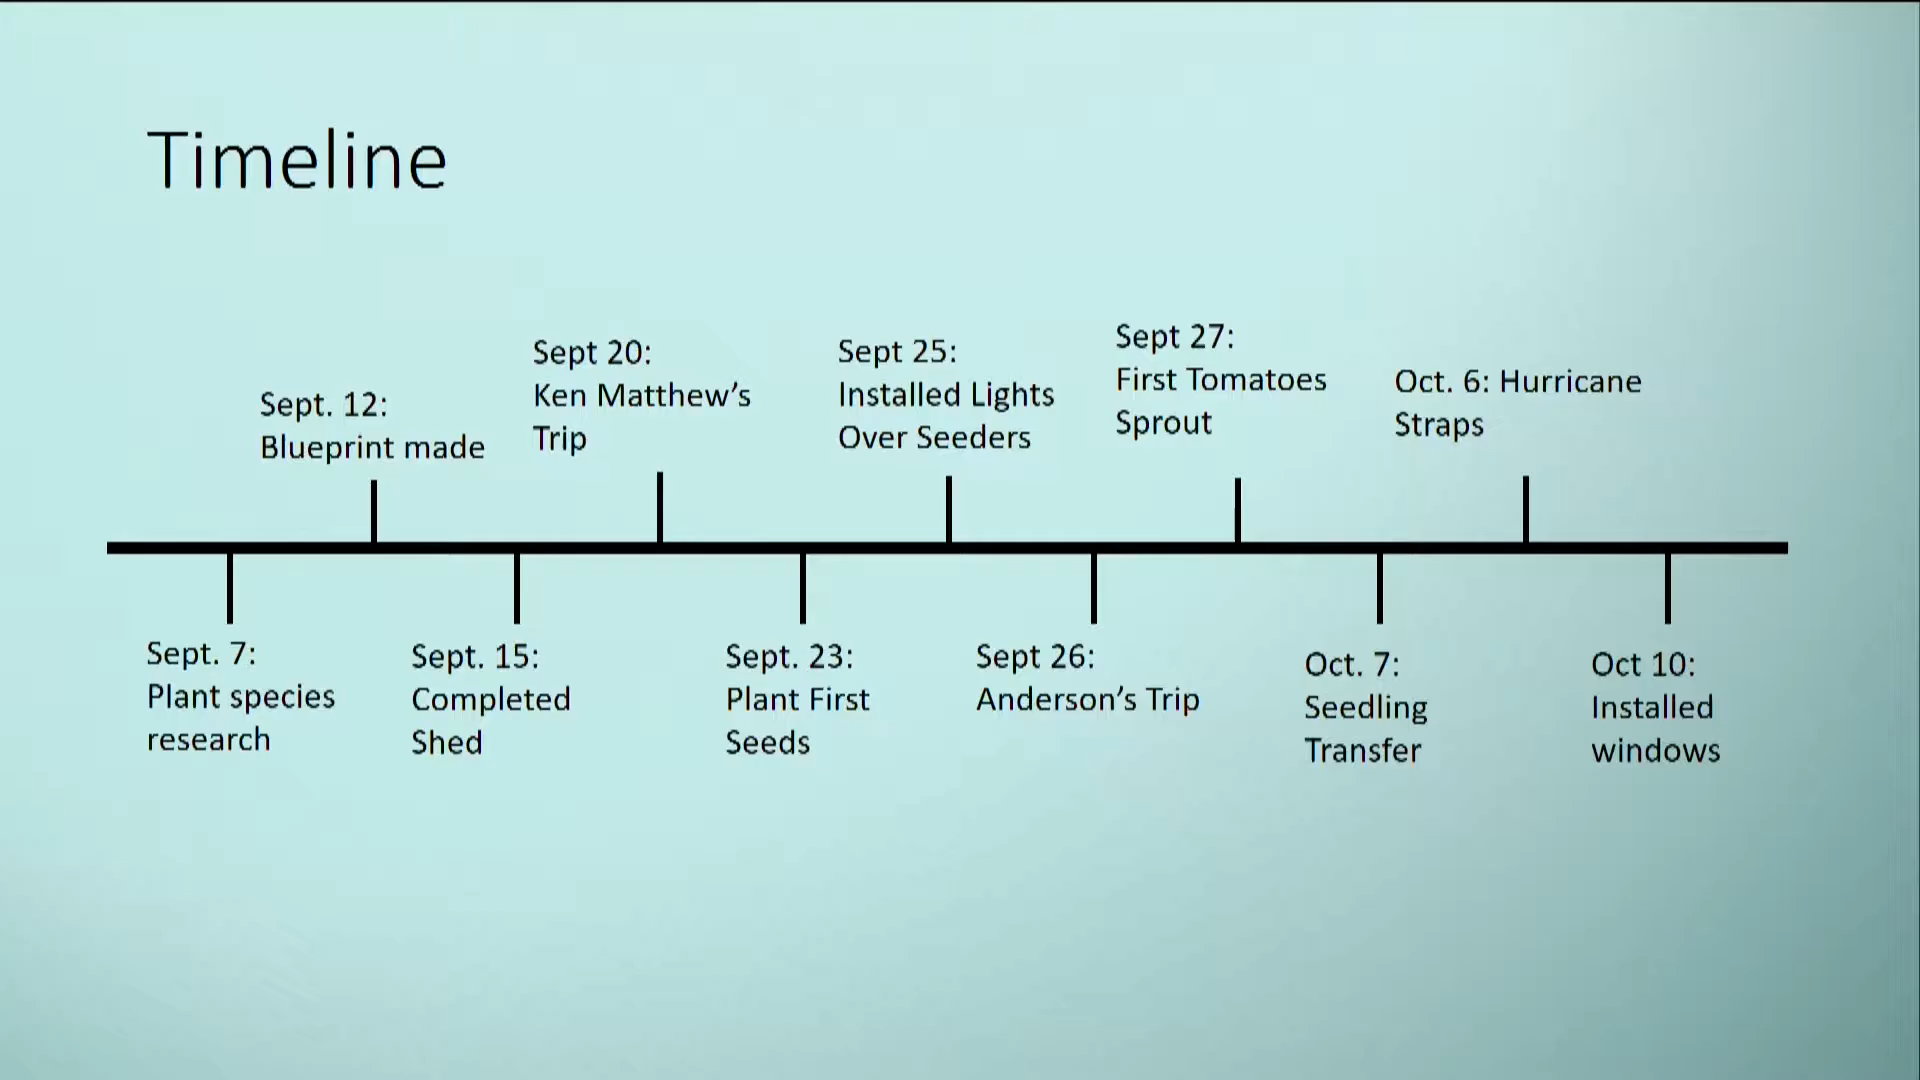 Timeline
Sept. 12:
Blueprint made
Sept 20:
Ken Matthew’s
Trip
Sept 25:
Installed Lights
Over Seeders
Sept 27:
First Tomatoes
Sprout
Oct. 6: Hurricane
Straps
Sept. 7:
Plant species
research
Sept. 15:
Completed
Shed
Sept. 23:
Plant First
Seeds
Sept 26:
Anderson’s Trip
Oct. 7:
Seedling
Transfer
Oct 10:
Installed
windows